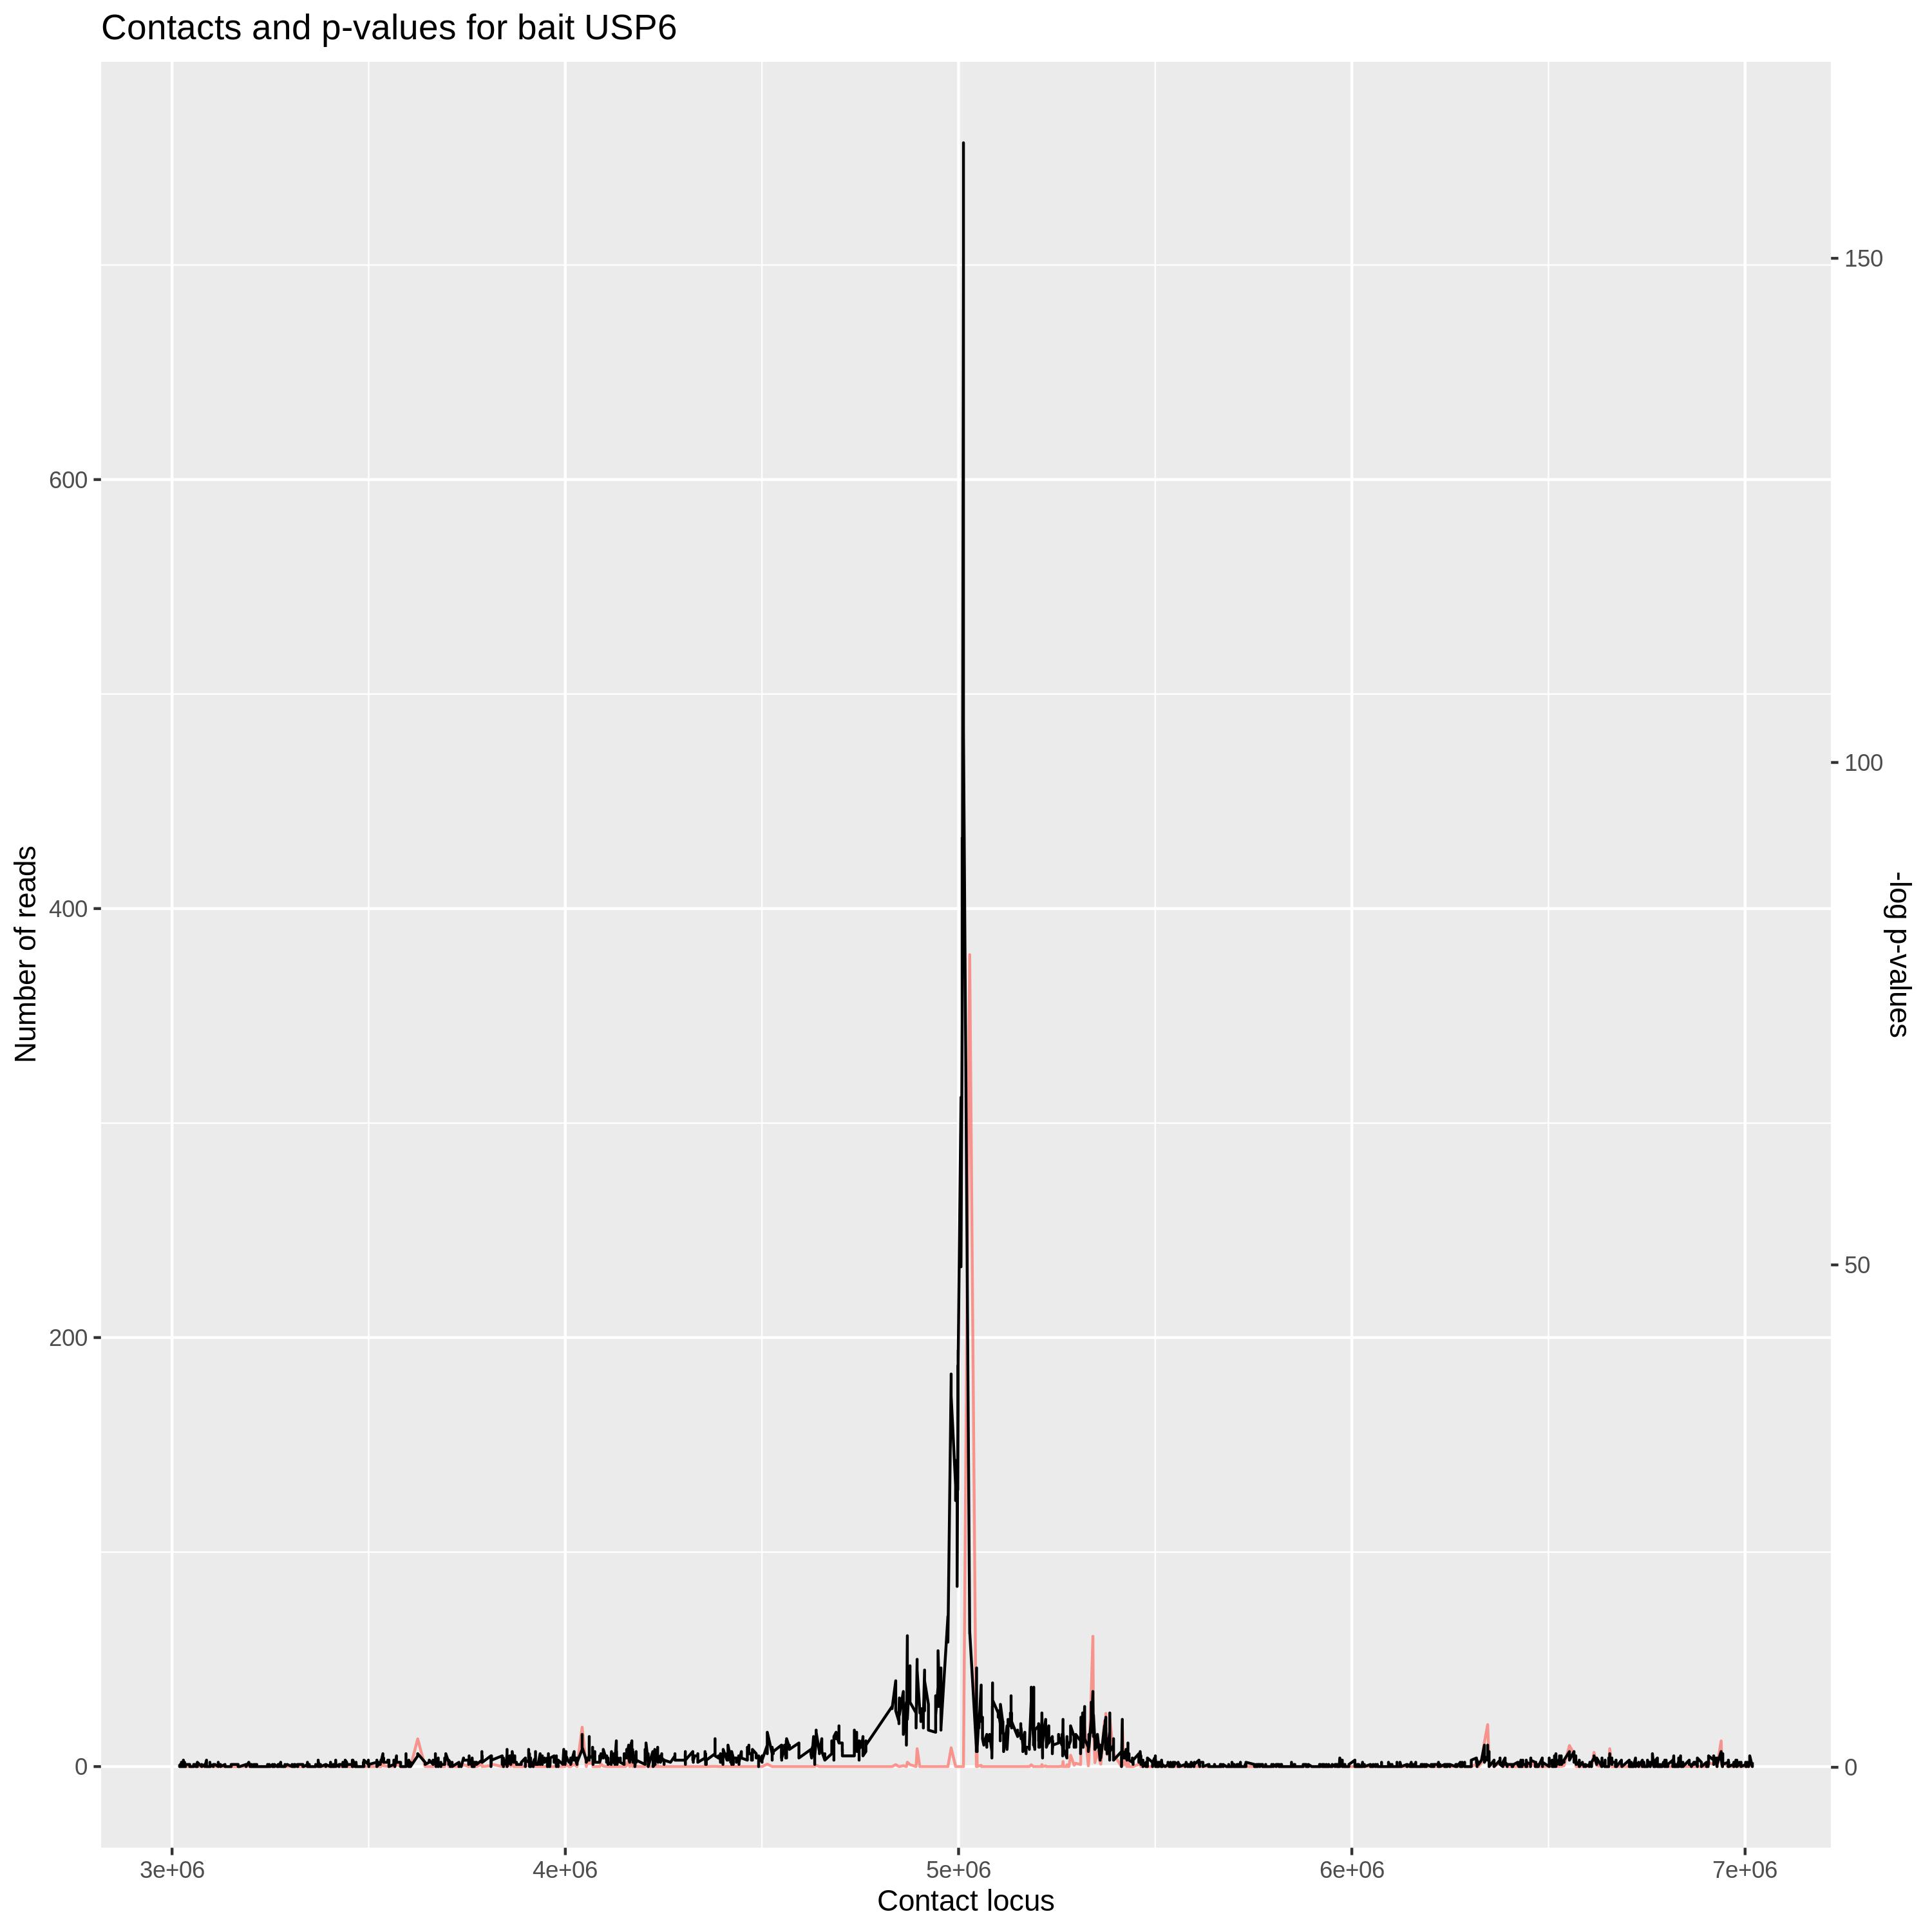 Contacts and p-values for bait USP6
Number of reads
600
400
200
0
150
100
50
0
-log p-values
3e+06 4e+06 5e+06 6e+06 7e+06
Contact locus